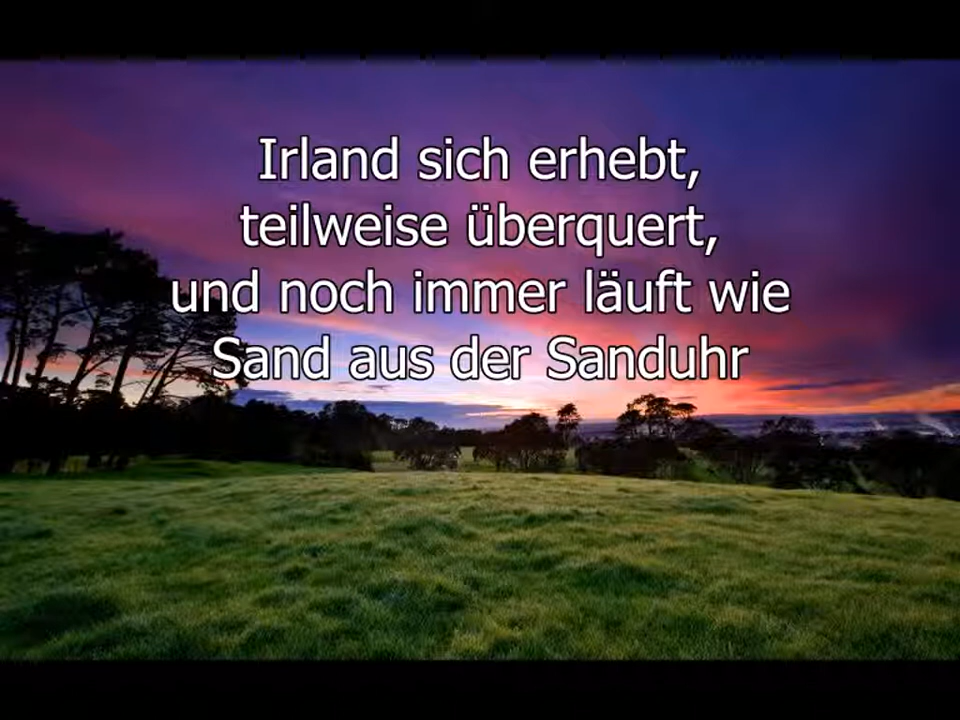 Irland sich erhebt,
teilweise überquert,
und noch immer läuft wie
Sand aus der Sanduhr